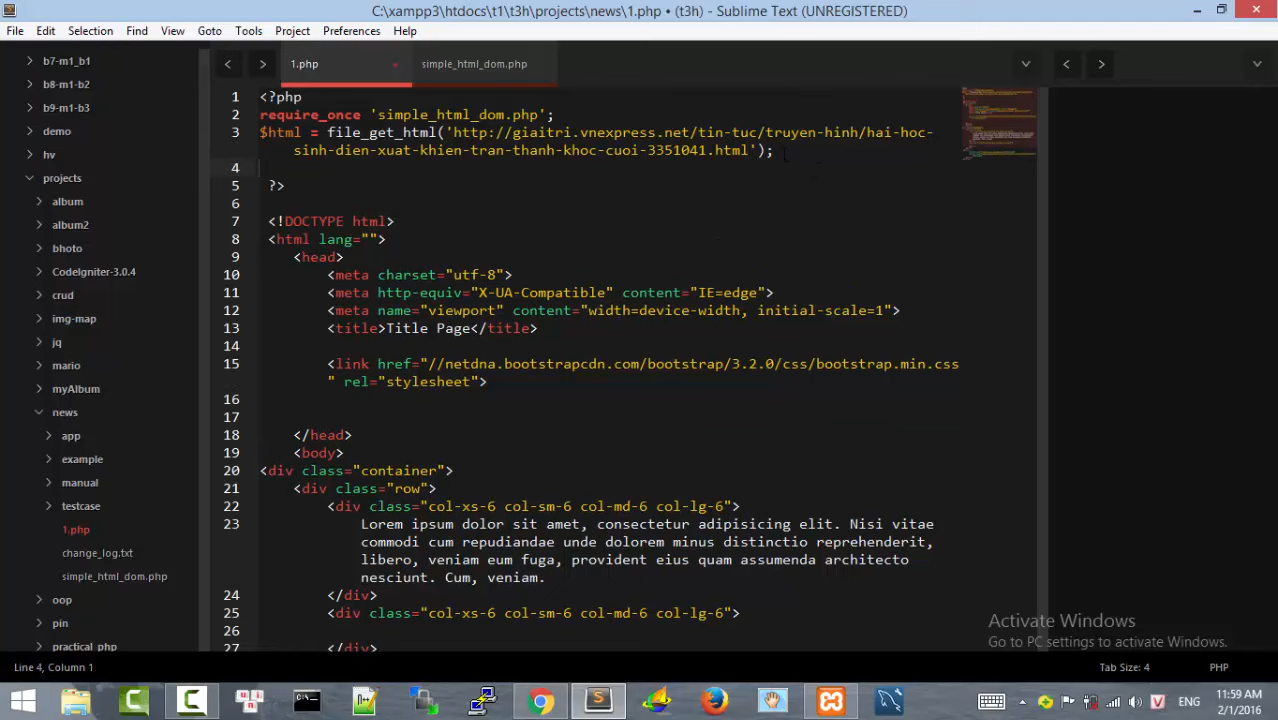 C:\xampp3\htdocs\t1\t3h\projects\news\1.php • (t3h) - Sublime Text (UNREGISTERED)
File Edit Selection Find View Goto Tools Project Preferences Help
b7-m1_b1
b8-m1-b2
b9-m1-b3
demo
hv
projects
album
album2
bhoto
CodeIgniter-3.0.4
crud
img-map
jq
mario
myAlbum
news
app
example
manual
testcase
1.php
change_log.txt
simple_html_dom.php
oop
pin
practical php
1.php
simple_html_dom.php
1 <?php
2 require_once 'simple_html_dom.php';
3 $html = file_get_html('http://giaitri.vnexpress.net/tin-tuc/truyen-hinh/hai-hoc-
sinh-dien-xuat-khien-tran-thanh-khoc-cuoi-3351041.html');
4
5 ?>
6
7 <!DOCTYPE html>
8 <html lang="">
9 <head>
10 <meta charset="utf-8">
11 <meta http-equiv="X-UA-Compatible" content="IE=edge">
12 <meta name="viewport" content="width=device-width, initial-scale=1">
13 <title>Title Page</title>
14
15 <link href="//netdna.bootstrapcdn.com/bootstrap/3.2.0/css/bootstrap.min.css
" rel="stylesheet">
16
17
18 </head>
19 <body>
20 <div class="container">
21 <div class="row">
22 <div class="col-xs-6 col-sm-6 col-md-6 col-lg-6">
23 Lorem ipsum dolor sit amet, consectetur adipisicing elit. Nisi vitae
commodi cum repudiandae unde dolorem minus distinctio reprehenderit,
libero, veniam eum fuga, provident eius quam assumenda architecto
nesciunt. Cum, veniam.
24 </div>
25 <div class="col-xs-6 col-sm-6 col-md-6 col-lg-6">
26
27 </div>
Activate Windows
Go to PC settings to activate Windows.
Line 4, Column 1
Tab Size: 4
PHP
ENG
11:59 AM
2/1/2016